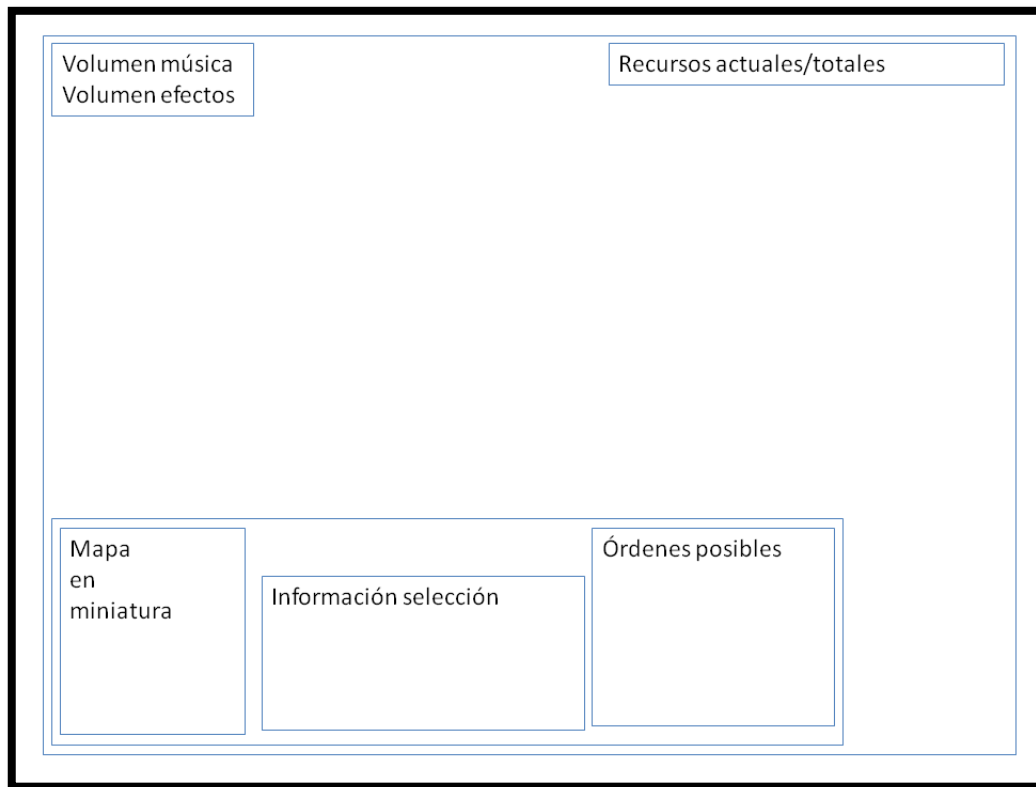 Volumen música
Volumen efectos
Recursos actuales/totales
Mapa
en
miniatura
Información selección
Órdenes posibles